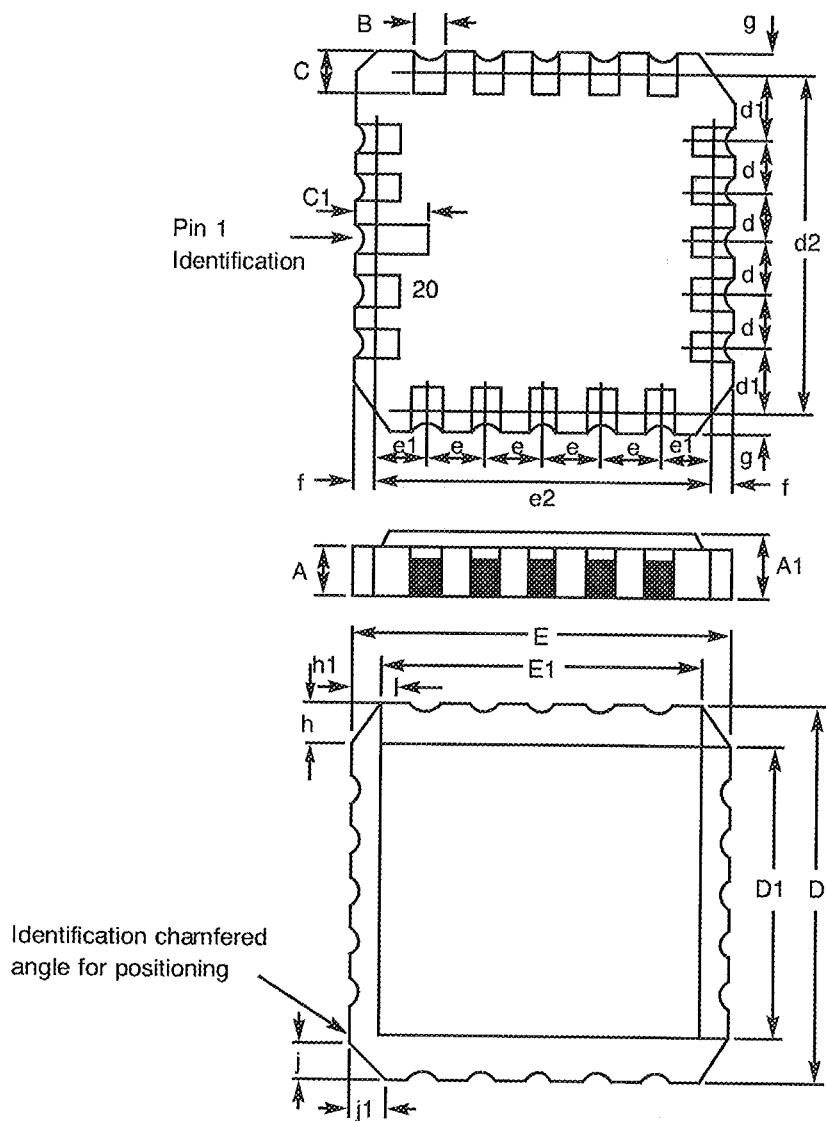 B
g
C
d1
C1
d
Pin 1
Identification
d
d2
d
20
d
d1
e1
e
e
e
e
e1
g
f
e2
f
A
A1
E
h1
E1
h
D1
D
Identification chamfered
angle for positioning
j
j1